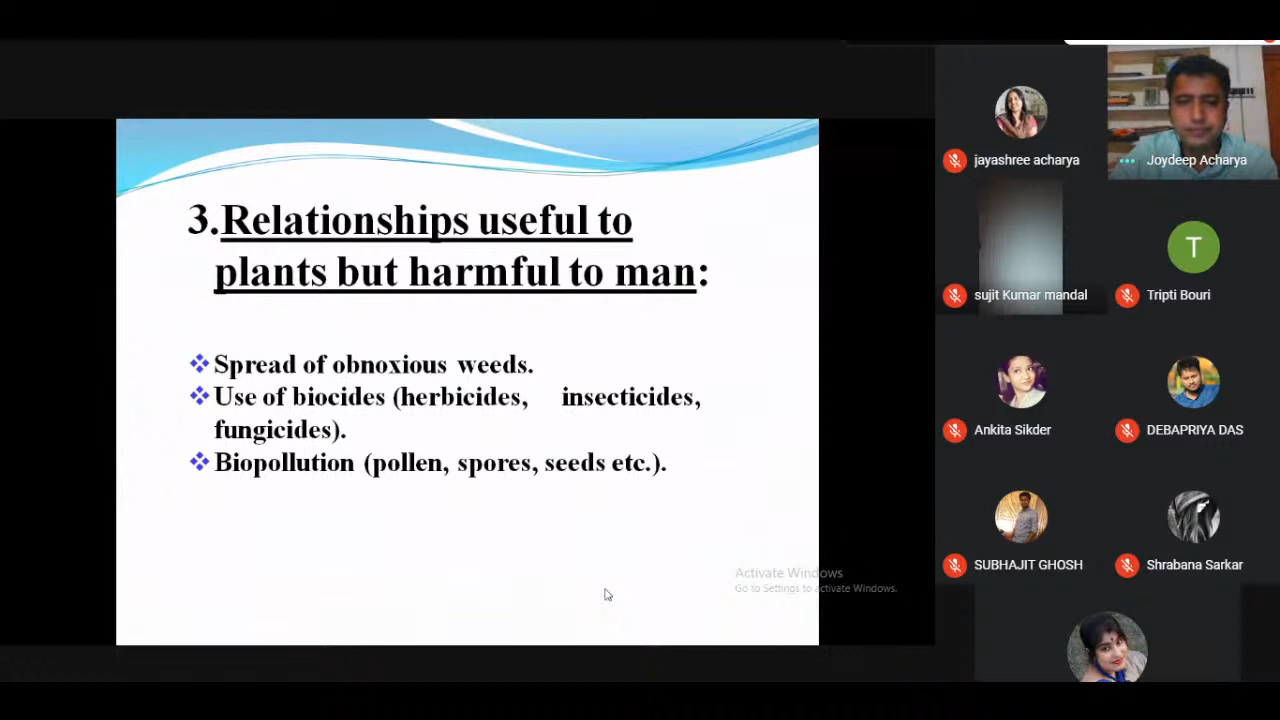 3.Relationships useful to
plants but harmful to man:
Spread of obnoxious weeds.
Use of biocides (herbicides, insecticides,
fungicides).
Biopollution (pollen, spores, seeds etc.).
Activate Windows
Go to Settings to activate Windows.
jayashree acharya
Joydeep Acharya
sujit Kumar mandal
T
Tripti Bouri
Ankita Sikder
DEBAPRIYA DAS
SUBHAJIT GHOSH
Shrabana Sarkar